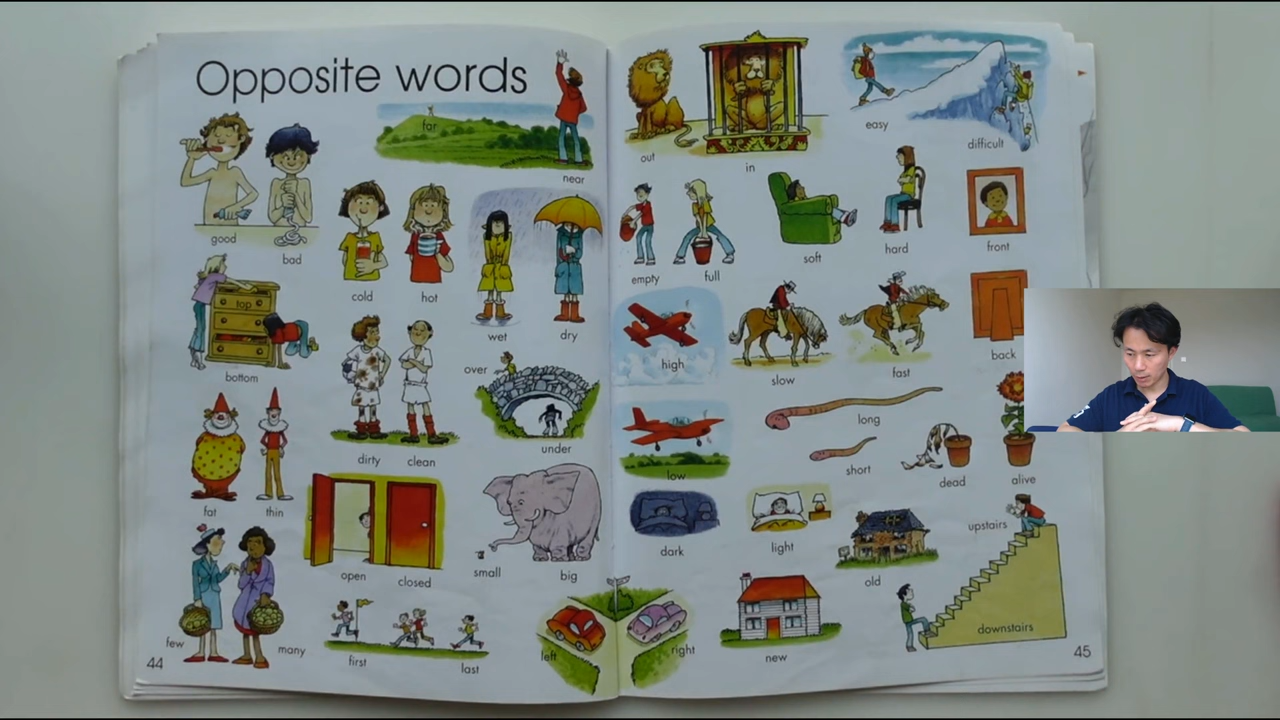 Opposite words
good
bad
far
near
cold
hot
wet
dry
top
bottom
dirty
clean
over
under
fat
thin
open
closed
small
big
few
many
first
last
44
out
in
easy
difficult
empty
full
soft
hard
front
back
high
low
slow
fast
long
short
dead
alive
dark
light
old
new
upstairs
downstairs
left
right
45